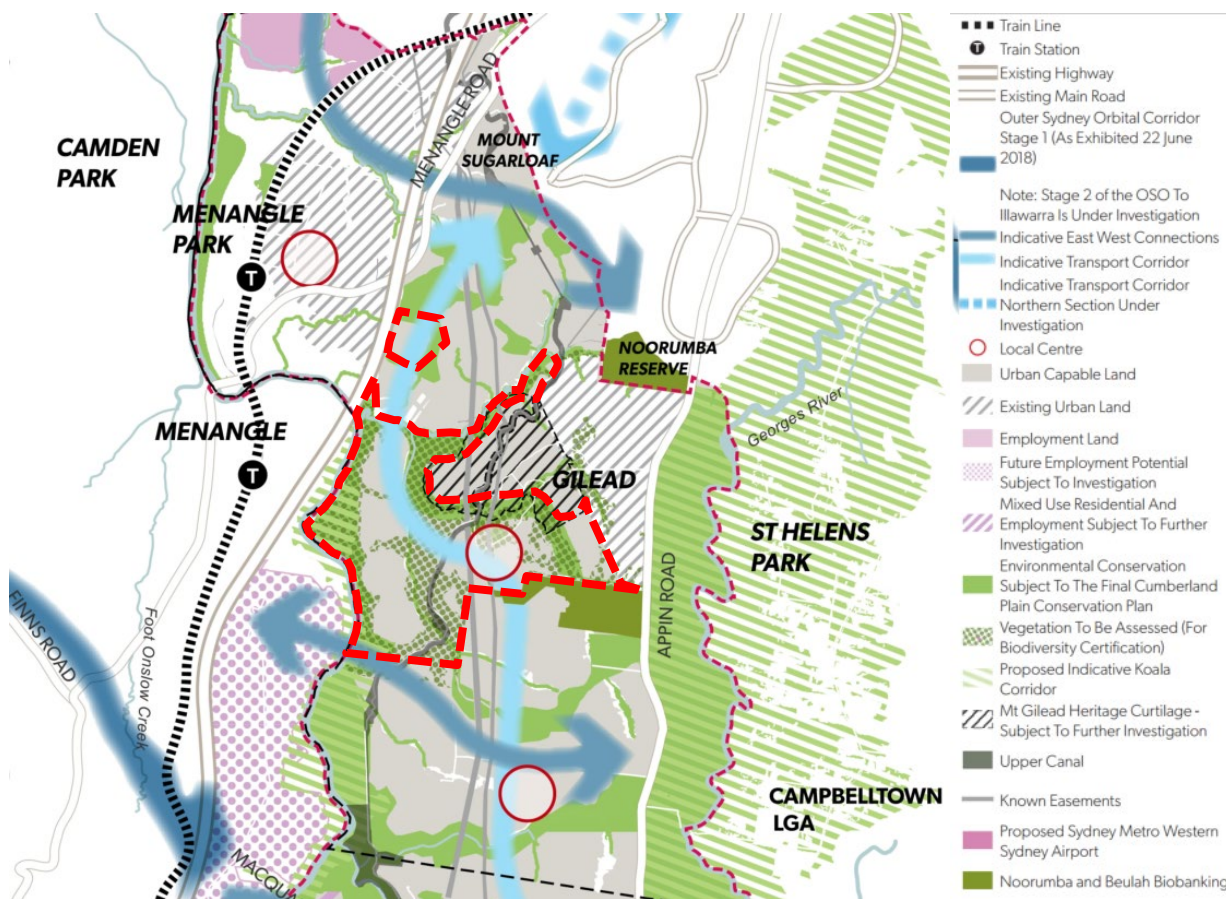 CAMDEN
PARK
MENANGLE
PARK
T
MENANGLE ROAD
MOUNT
SUGARLOAF
NOORUMBA
RESERVE
MENANGLE
T
GILEAD
Georges River
ST HELENS
PARK
APPIN ROAD
FINNS ROAD
Foot Onslow Creek
CAMPBELLTOWN
LGA
Train Line
T Train Station
Existing Highway
Existing Main Road
Outer Sydney Orbital Corridor
Stage 1 (As Exhibited 22 June
2018)
Note: Stage 2 of the OSO To
Illawarra Is Under Investigation
Indicative East West Connections
Indicative Transport Corridor
Indicative Transport Corridor
Northern Section Under
Investigation
Local Centre
Urban Capable Land
Existing Urban Land
Employment Land
Future Employment Potential
Subject To Investigation
Mixed Use Residential And
Employment Subject To Further
Investigation
Environmental Conservation
Subject To The Final Cumberland
Plain Conservation Plan
Vegetation To Be Assessed (For
Biodiversity Certification)
Proposed Indicative Koala
Corridor
Mt Gilead Heritage Curtilage -
Subject To Further Investigation
Upper Canal
Known Easements
Proposed Sydney Metro Western
Sydney Airport
Noorumba and Beulah Biobanking